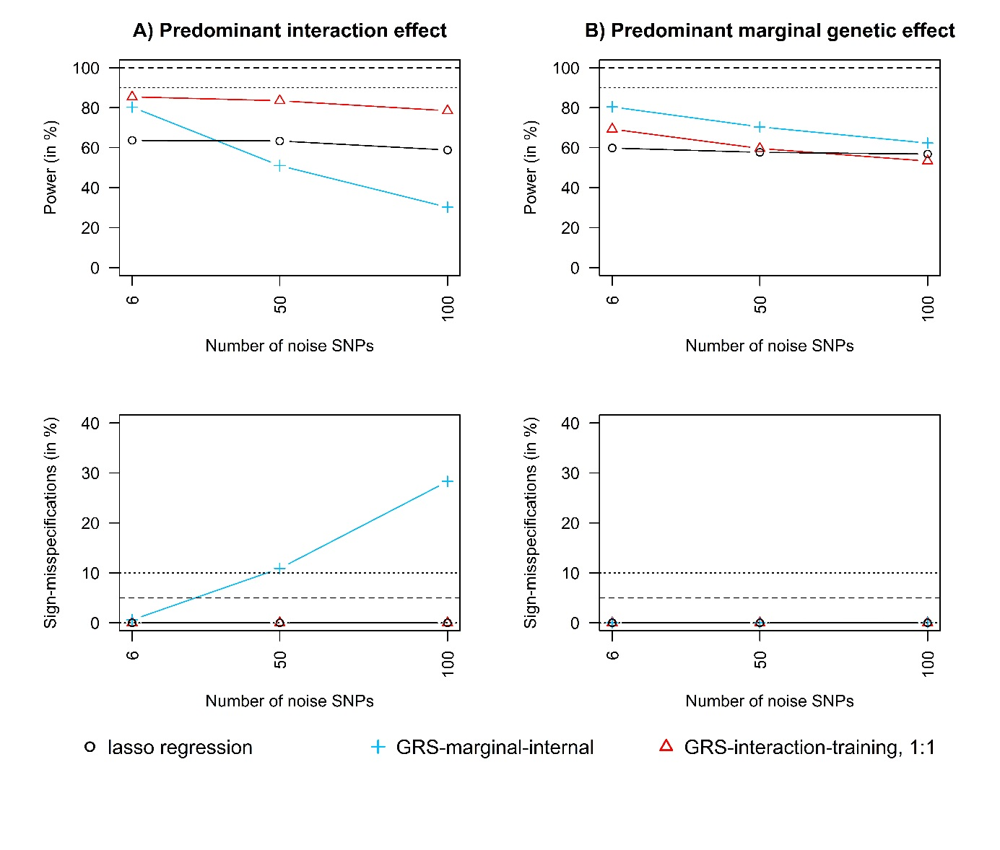 A) Predominant interaction effect
B) Predominant marginal genetic effect
Power (in %)
100
80
60
40
20
0
6
50
100
Number of noise SNPs
Power (in %)
100
80
60
40
20
0
6
50
100
Number of noise SNPs
Sign-misspecifications (in %)
40
30
20
10
0
6
50
100
Number of noise SNPs
Sign-misspecifications (in %)
40
30
20
10
0
6
50
100
Number of noise SNPs
lasso regression
GRS-marginal-internal
GRS-interaction-training, 1:1